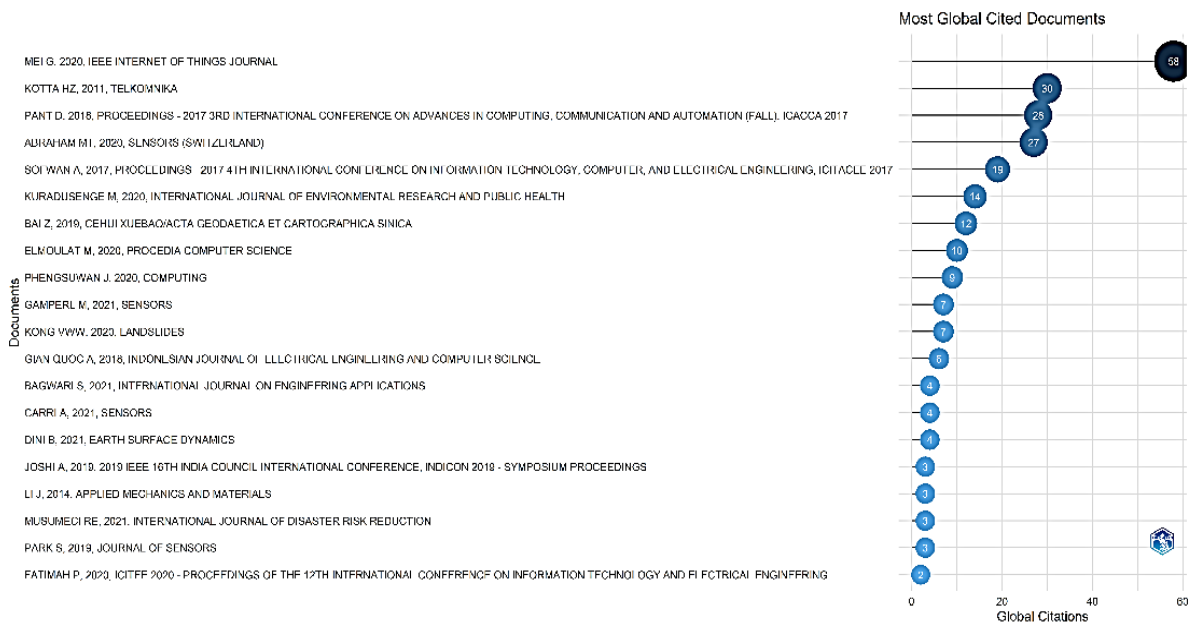 Most Global Cited Documents
MEI G. 2020, IEEE INTERNET OF THINGS JOURNAL
58
KOTTA HZ, 2011, TELKOMNIKA
30
PANT D. 2018, PROCEEDINGS - 2017 3RD INTERNATIONAL CONFERENCE ON ADVANCES IN COMPUTING, COMMUNICATION AND AUTOMATION (FALL). ICACCA 2017
28
ABRAHAM MT, 2020, SENSORS (SWITZERLAND)
27
SOFWAN A, 2017, PROCEEDINGS - 2017 4TH INTERNATIONAL CONFERENCE ON INFORMATION TECHNOLOGY, COMPUTER, AND ELECTRICAL ENGINEERING, ICITACEE 2017
19
KURADUSENGE M, 2020, INTERNATIONAL JOURNAL OF ENVIRONMENTAL RESEARCH AND PUBLIC HEALTH
14
BAI Z, 2019, CEHUI XUEBAO/ACTA GEODAETICA ET CARTOGRAPHICA SINICA
12
ELMOULAT M, 2020, PROCEDIA COMPUTER SCIENCE
10
PHENGSUWAN J. 2020, COMPUTING
9
GAMPERL M, 2021, SENSORS
7
KONG VWW. 2020. LANDSLIDES
7
GIAN QUOC A, 2018, INDONESIAN JOURNAL OF ELECTRICAL ENGINEERING AND COMPUTER SCIENCE
6
BAGWARI S, 2021, INTERNATIONAL JOURNAL ON ENGINEERING APPLICATIONS
4
CARRI A, 2021, SENSORS
4
DINI B, 2021, EARTH SURFACE DYNAMICS
4
JOSHI A, 2019. 2019 IEEE 16TH INDIA COUNCIL INTERNATIONAL CONFERENCE, INDICON 2019 - SYMPOSIUM PROCEEDINGS
3
LI J, 2014. APPLIED MECHANICS AND MATERIALS
3
MUSUMECI RE, 2021. INTERNATIONAL JOURNAL OF DISASTER RISK REDUCTION
3
PARK S, 2019, JOURNAL OF SENSORS
3
FATIMAH P, 2020, ICITEE 2020 - PROCEEDINGS OF THE 12TH INTERNATIONAL CONFERENCE ON INFORMATION TECHNOLOGY AND ELECTRICAL ENGINEERING
2
Documents
0 20 40 60
Global Citations